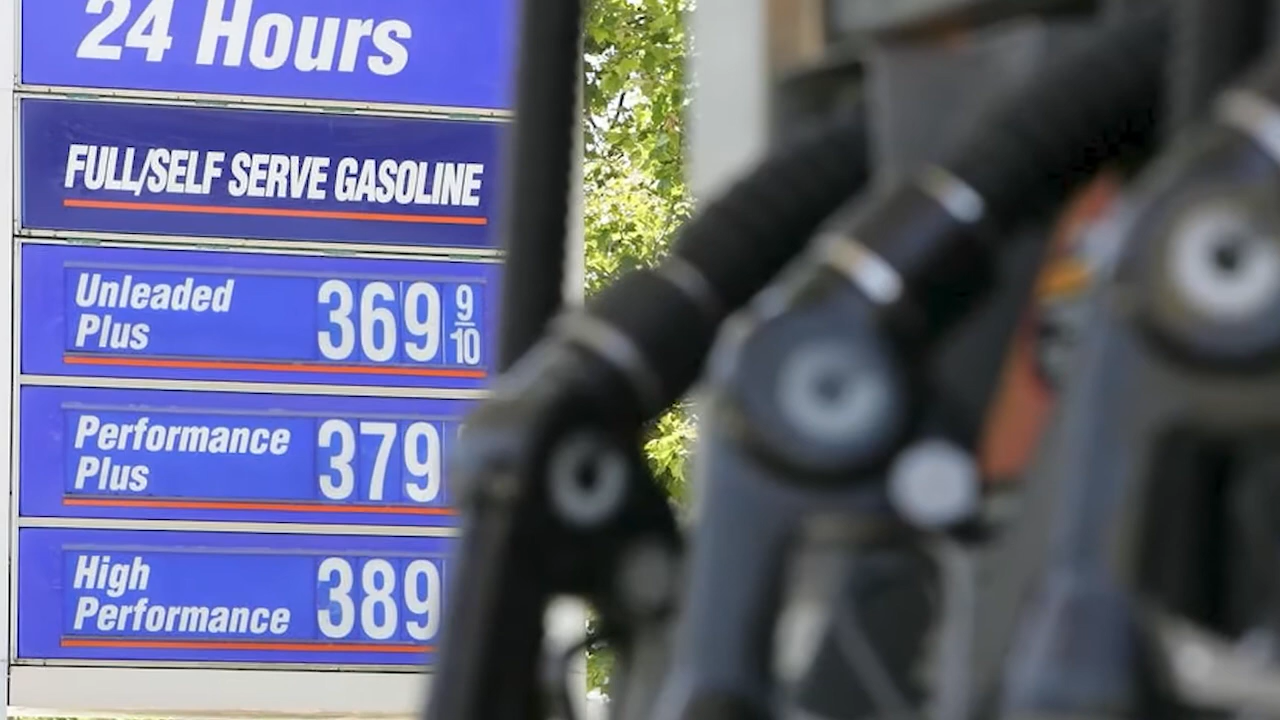 24 Hours
FULL/SELF SERVE GASOLINE
Unleaded
Plus
369 9/10
Performance
Plus
379
High
Performance
389